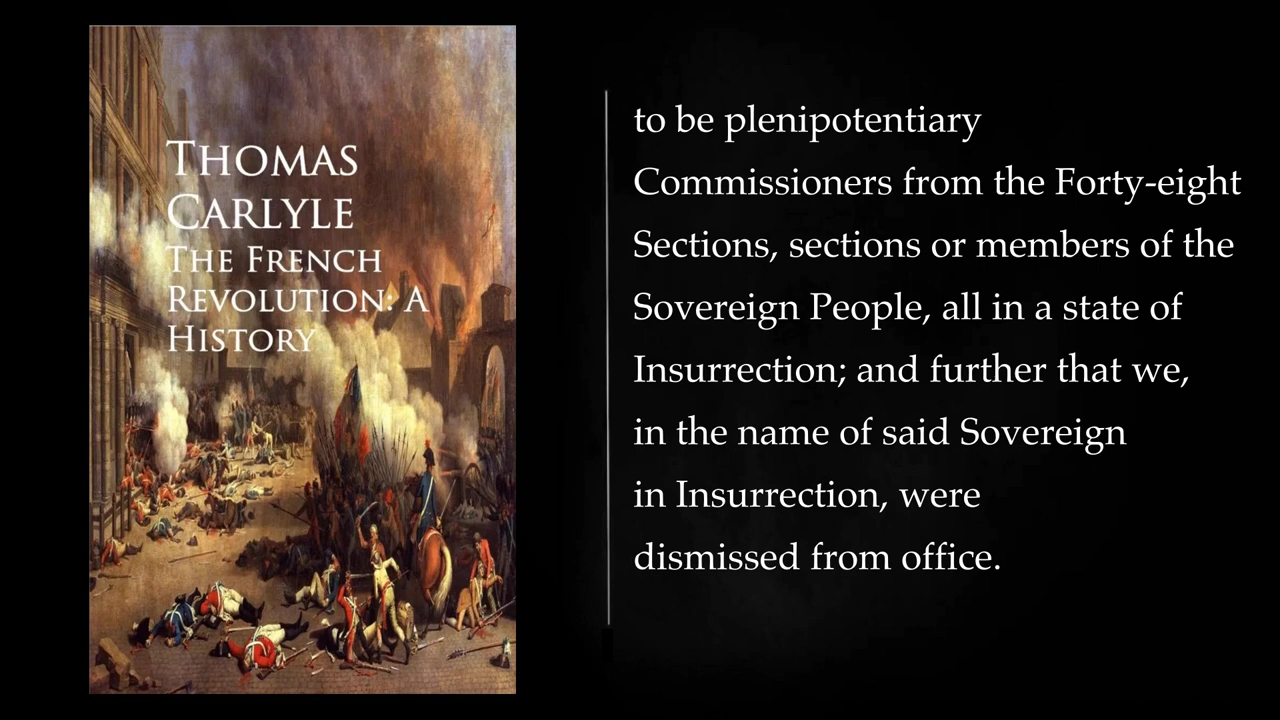 THOMAS
CARLYLE
THE FRENCH
REVOLUTION: A
HISTORY
to be plenipotentiary
Commissioners from the Forty-eight
Sections, sections or members of the
Sovereign People, all in a state of
Insurrection; and further that we,
in the name of said Sovereign
in Insurrection, were
dismissed from office.